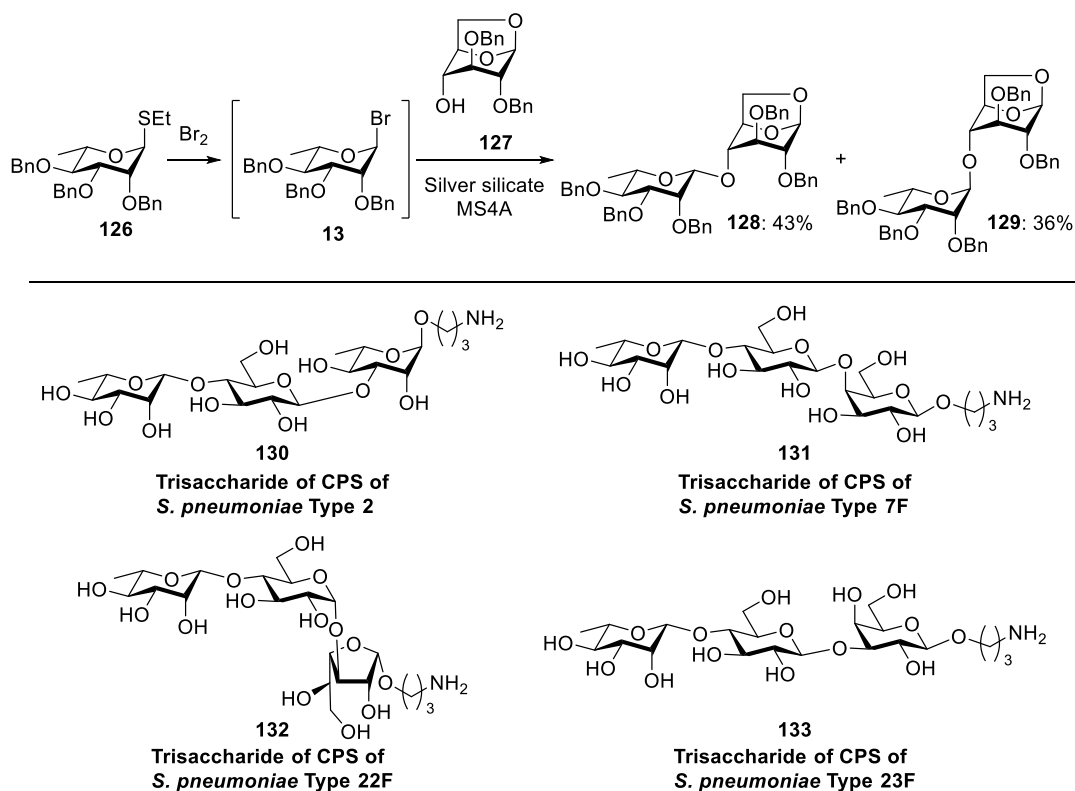 O
OBn
O
OH
OBn
127
SEt
Br2
BnO
O
BnO
OBn
126
Br
BnO
O
BnO
OBn
13
Silver silicate
MS4A
O
OBn
O
O
OBn
BnO
O
BnO
OBn
128: 43%
+
O
OBn
O
OBn
O
BnO
O
BnO
OBn
129: 36%
O
NH2
3
OH
O
HO
O
HO
HO
OH
O
O
HO
OH
O
HO
O
OH
130
Trisaccharide of CPS of
S. pneumoniae Type 2
OH
O
HO
HO
OH
O
O
HO
OH
O
OH
O
HO
OH
O
NH2
3
131
Trisaccharide of CPS of
S. pneumoniae Type 7F
OH
O
HO
HO
OH
O
O
HO
HO
O
O
HO
OH
OH
O
NH2
3
132
Trisaccharide of CPS of
S. pneumoniae Type 22F
OH
O
HO
HO
OH
O
O
HO
OH
O
HO
OH
O
OH
O
NH2
3
133
Trisaccharide of CPS of
S. pneumoniae Type 23F